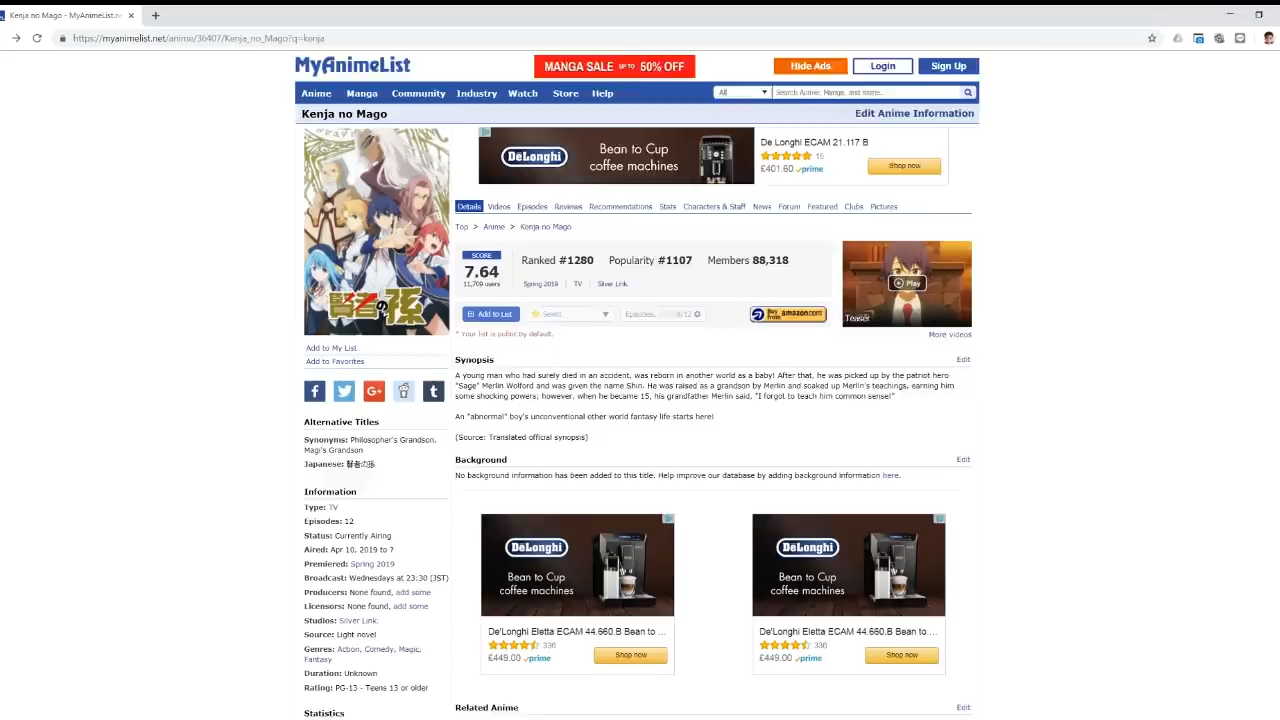 Kenja no Mago - MyAnimeList.ne
https://myanimelist.net/anime/36407/Kenja_no_Mago?q=kenja
MyAnimeList
MANGA SALE UP TO 50% OFF
Hide Ads
Login
Sign Up
Anime Manga Community Industry Watch Store Help
All
Search Anime, Manga, and more...
Kenja no Mago
Edit Anime Information
賢者の孫
DeLonghi
Bean to Cup
coffee machines
De Longhi ECAM 21.117 B
15
£401.60 prime
Shop now
Details Videos Episodes Reviews Recommendations Stats Characters & Staff News Forum Featured Clubs Pictures
Top > Anime > Kenja no Mago
SCORE
7.64
11,709 users
Ranked #1280 Popularity #1107 Members 88,318
Spring 2019 | TV | Silver Link.
Add to List
Select
Episodes: 0/12
buy from amazon.com
* Your list is public by default.
Play
Teaser
More videos
Add to My List
Add to Favorites
Synopsis
Edit
A young man who had surely died in an accident, was reborn in another world as a baby! After that, he was picked up by the patriot hero
"Sage" Merlin Wolford and was given the name Shin. He was raised as a grandson by Merlin and soaked up Merlin's teachings, earning him
some shocking powers; however, when he became 15, his grandfather Merlin said, "I forgot to teach him common sense!"
An "abnormal" boy's unconventional other world fantasy life starts here!
(Source: Translated official synopsis)
Background
Edit
No background information has been added to this title. Help improve our database by adding background information here.
Alternative Titles
Synonyms: Philosopher's Grandson,
Magi's Grandson
Japanese: 賢者の孫
Information
Type: TV
Episodes: 12
Status: Currently Airing
Aired: Apr 10, 2019 to ?
Premiered: Spring 2019
Broadcast: Wednesdays at 23:30 (JST)
Producers: None found, add some
Licensors: None found, add some
Studios: Silver Link.
Source: Light novel
Genres: Action, Comedy, Magic,
Fantasy
Duration: Unknown
Rating: PG-13 - Teens 13 or older
Statistics
DeLonghi
Bean to Cup
coffee machines
De'Longhi Eletta ECAM 44.660.B Bean to ...
336
£449.00 prime
Shop now
DeLonghi
Bean to Cup
coffee machines
De'Longhi Eletta ECAM 44.660.B Bean to ...
336
£449.00 prime
Shop now
Related Anime
Edit